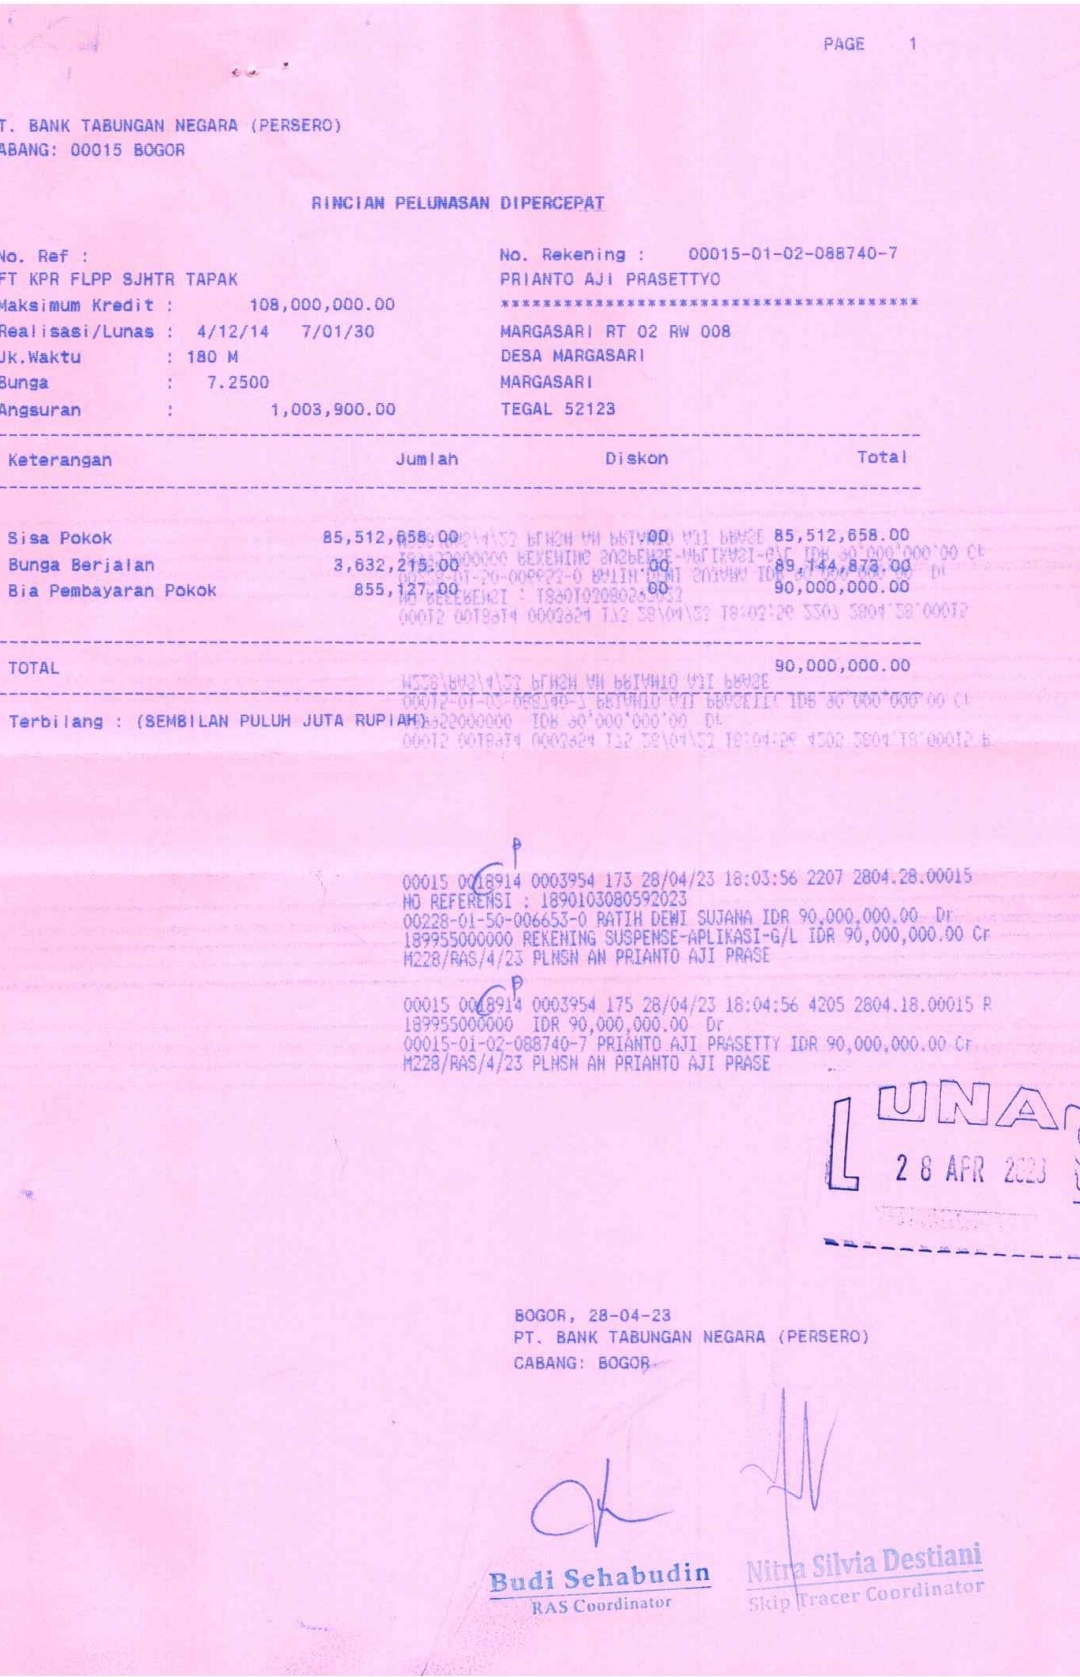 PAGE 1
T. BANK TABUNGAN NEGARA (PERSERO)
ABANG: 00015 BOGOR
RINCIAN PELUNASAN DIPERCEPAT
No. Ref : No. Rekening : 00015-01-02-088740-7
FT KPR FLPP SJHTR TAPAK PRIANTO AJI PRASETTYO
Maksimum Kredit : 108,000,000.00 ****************************************
Realisasi/Lunas : 4/12/14 7/01/30 MARGASARI RT 02 RW 008
Jk.Waktu : 180 M DESA MARGASARI
Bunga : 7.2500 MARGASARI
Angsuran : 1,003,900.00 TEGAL 52123
Keterangan Jumlah Diskon Total
Sisa Pokok 85,512,658.00 .00 85,512,658.00
Bunga Berjalan 3,632,215.00 .00 89,144,873.00
Bia Pembayaran Pokok 855,127.00 .00 90,000,000.00
TOTAL 90,000,000.00
Terbilang : (SEMBILAN PULUH JUTA RUPIAH)
00015 0018914 0003954 173 28/04/23 18:03:56 2207 2804.28.00015
NO REFERENSI : 1890103080592023
00228-01-50-006653-0 RATIH DEWI SUJANA IDR 90,000,000.00 Dr
189955000000 REKENING SUSPENSE-APLIKASI-G/L IDR 90,000,000.00 Cr
M228/RAS/4/23 PLNSN AN PRIANTO AJI PRASE
00015 0018914 0003954 175 28/04/23 18:04:56 4205 2804.18.00015 R
189955000000 IDR 90,000,000.00 Dr
00015-01-02-088740-7 PRIANTO AJI PRASETTY IDR 90,000,000.00 Cr
M228/RAS/4/23 PLNSN AN PRIANTO AJI PRASE
LUNAS
28 APR 2023
BOGOR, 28-04-23
PT. BANK TABUNGAN NEGARA (PERSERO)
CABANG: BOGOR
Budi Sehabudin Nitra Silvia Destiani
RAS Coordinator Skip Tracer Coordinator